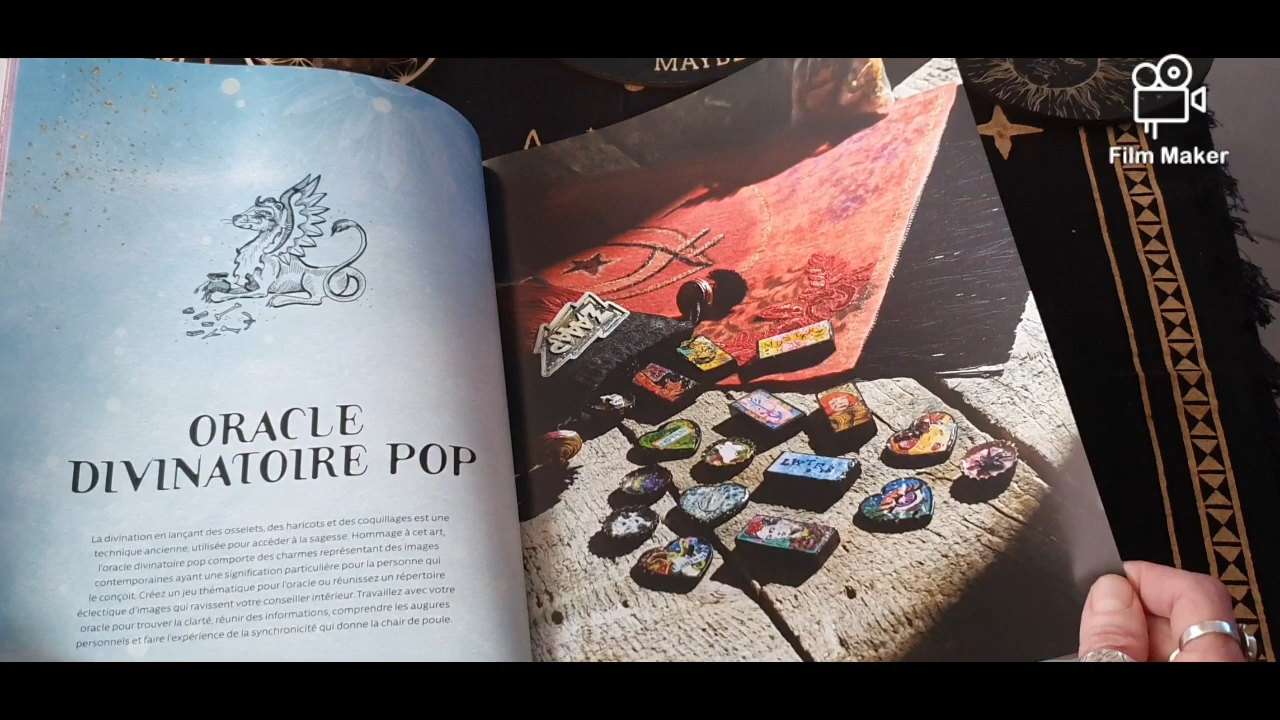 MAYBE
Film Maker
ORACLE
DIVINATOIRE POP
La divination en lançant des osselets, des haricots et des coquillages est une
technique ancienne, utilisée pour accéder à la sagesse. Hommage à cet art,
l'oracle divinatoire pop comporte des charmes représentant des images
contemporaines ayant une signification particulière pour la personne qui
le conçoit. Créez un jeu thématique pour l'oracle ou réunissez un répertoire
éclectique d'images qui ravissent votre conseiller intérieur. Travaillez avec votre
oracle pour trouver la clarté, réunir des informations, comprendre les augures
personnels et faire l'expérience de la synchronicité qui donne la chair de poule.